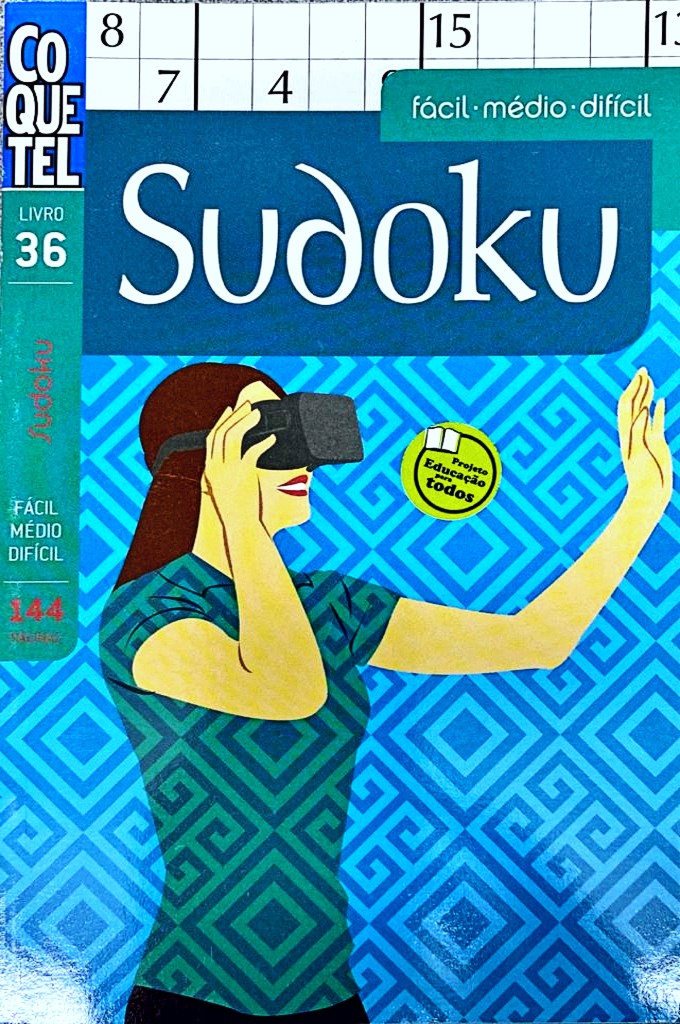 CO
QUE
TEL
8
15
7
4
fácil · médio · difícil
Sudoku
LIVRO
36
Sudoku
FÁCIL
MÉDIO
DIFÍCIL
144
PÁGINAS
Projeto
Educação
para
todos